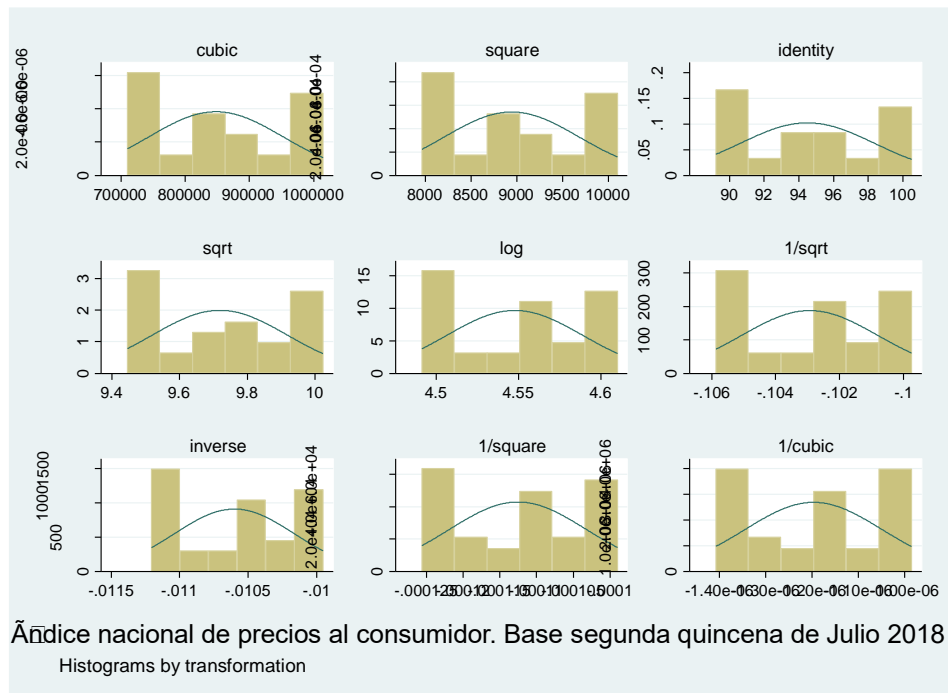 cubic
square
identity
0
700000 800000 900000 1000000
0
8000 8500 9000 9500 10000
0 .05 .1 .15 .2
90 92 94 96 98 100
sqrt
log
1/sqrt
0 1 2 3
9.4 9.6 9.8 10
0 5 10 15
4.5 4.55 4.6
0 100 200 300
-.106 -.104 -.102 -.1
inverse
1/square
1/cubic
0 500 1000 1500
-.0115 -.011 -.0105 -.01
0
0
Ãndice nacional de precios al consumidor. Base segunda quincena de Julio 2018
Histograms by transformation